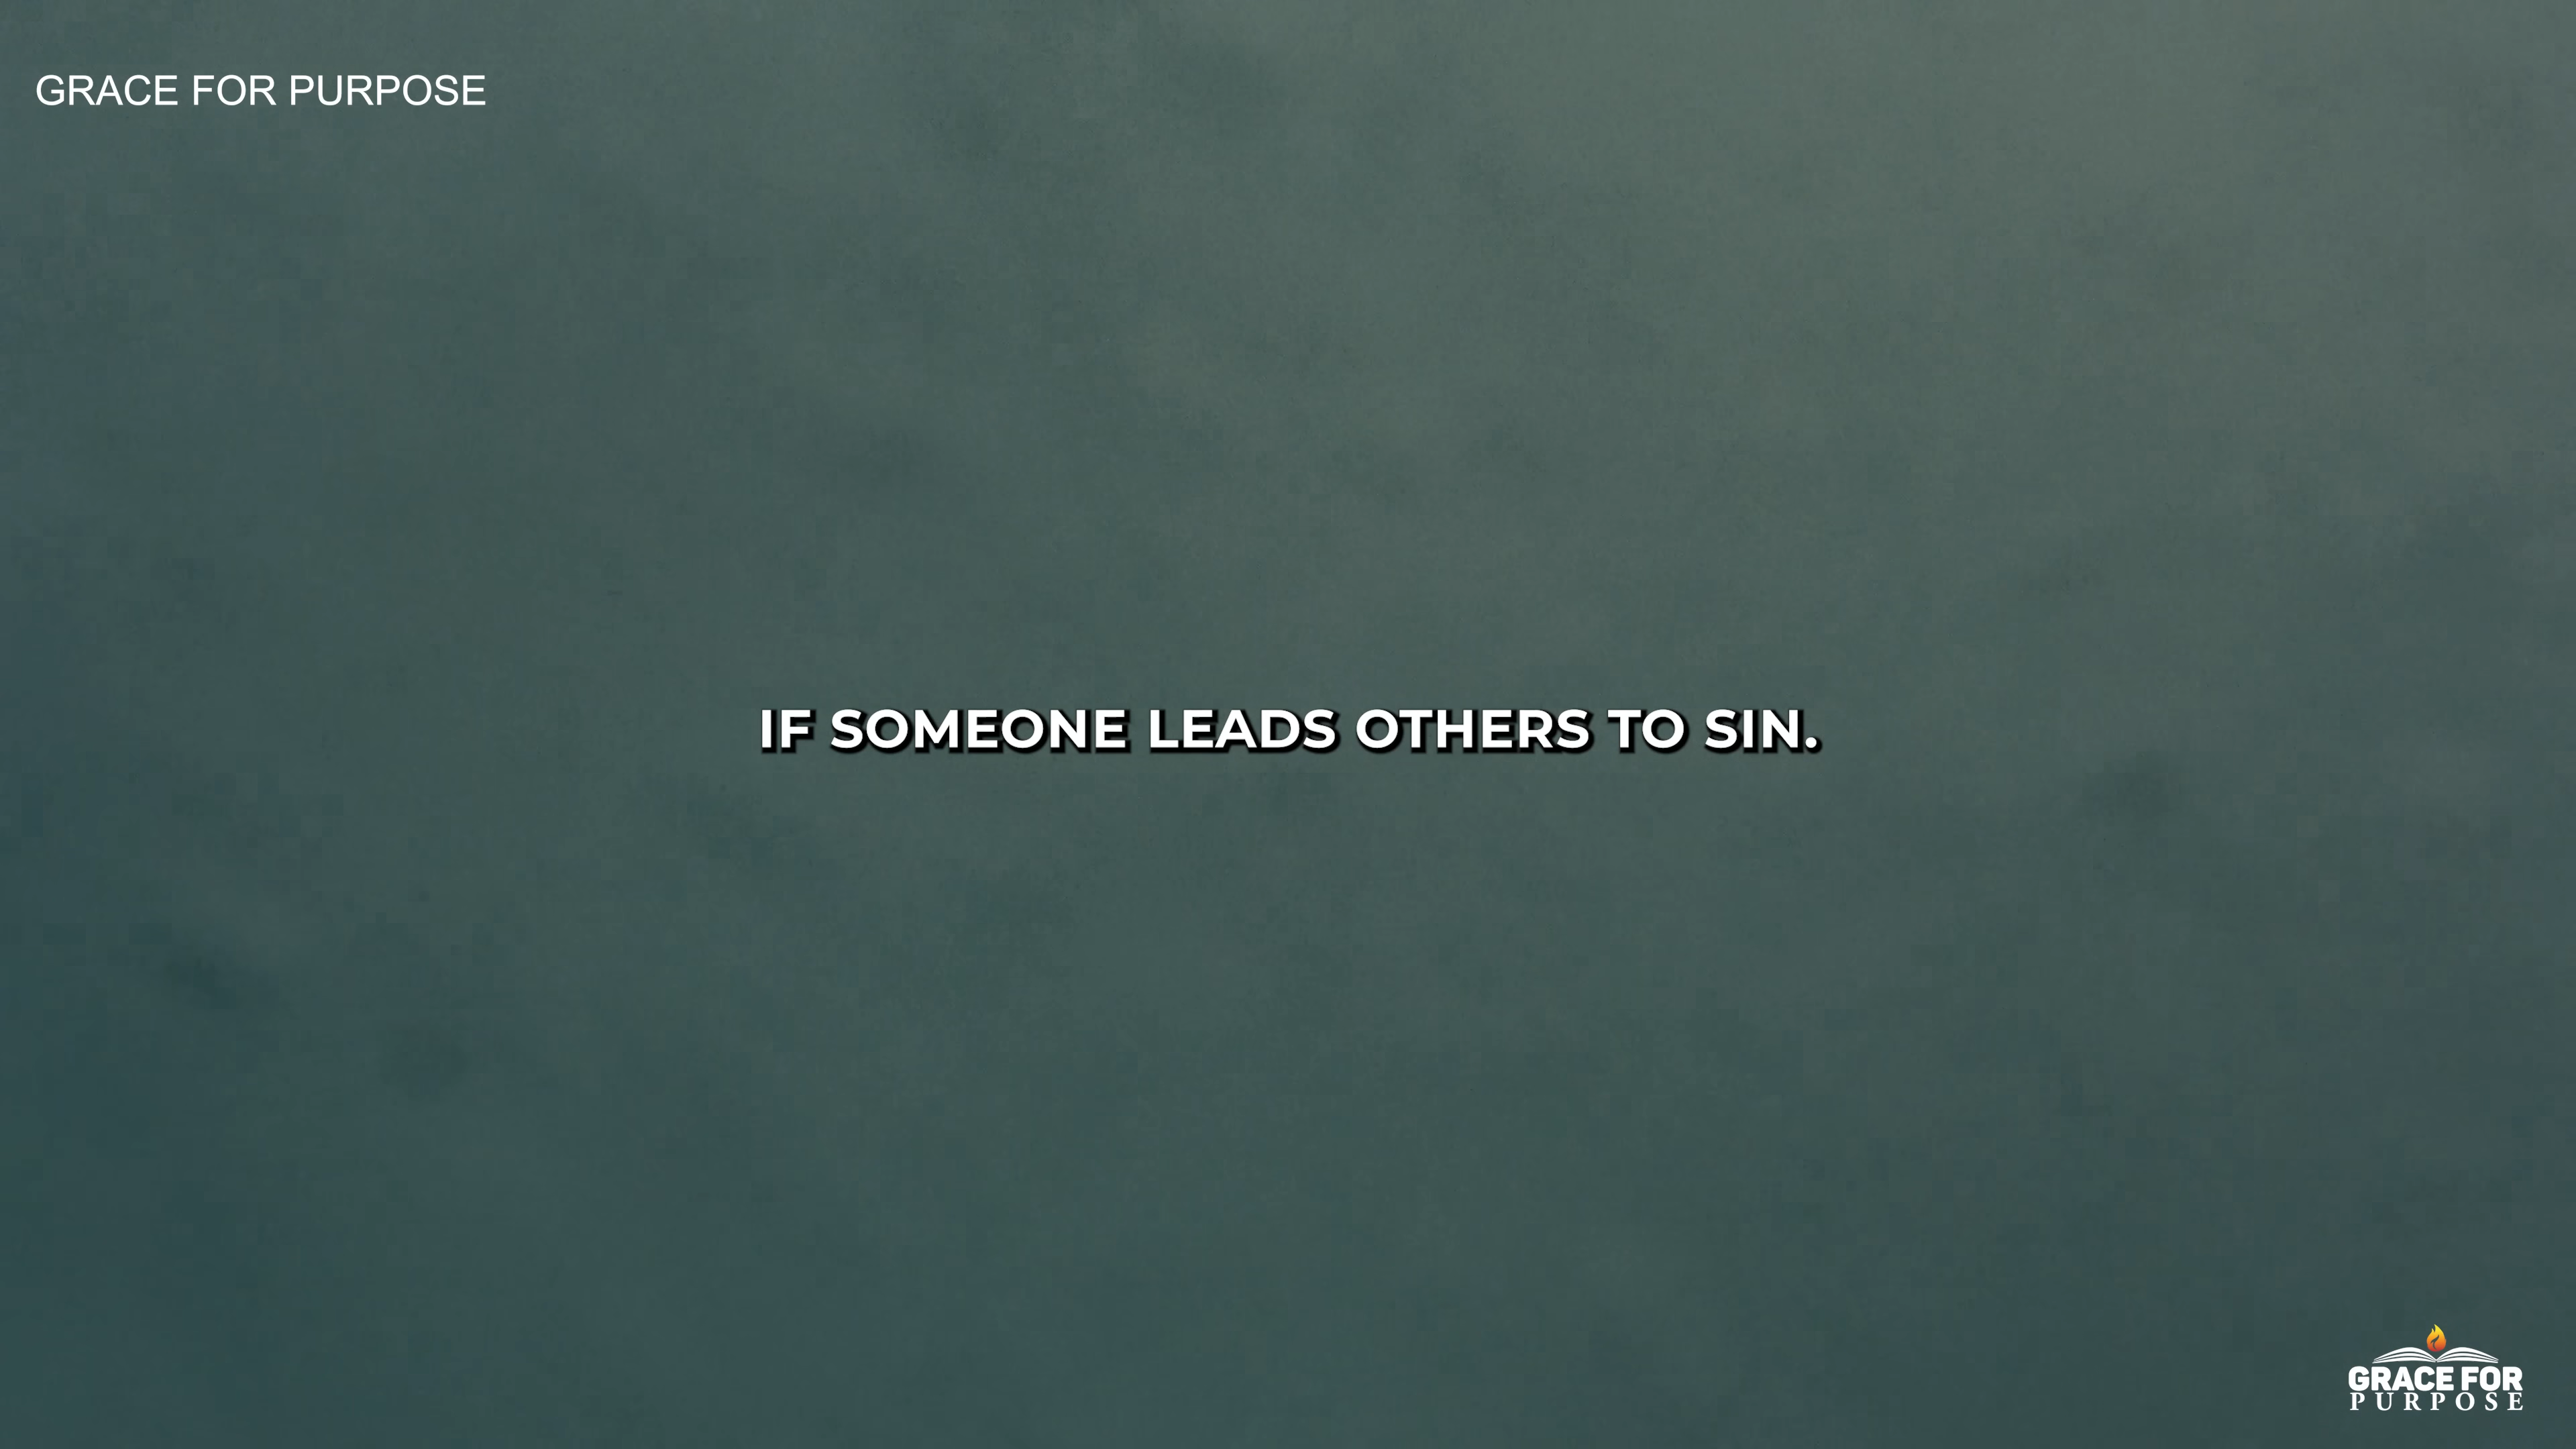 GRACE FOR PURPOSE
IF SOMEONE LEADS OTHERS TO SIN.
GRACE FOR
PURPOSE